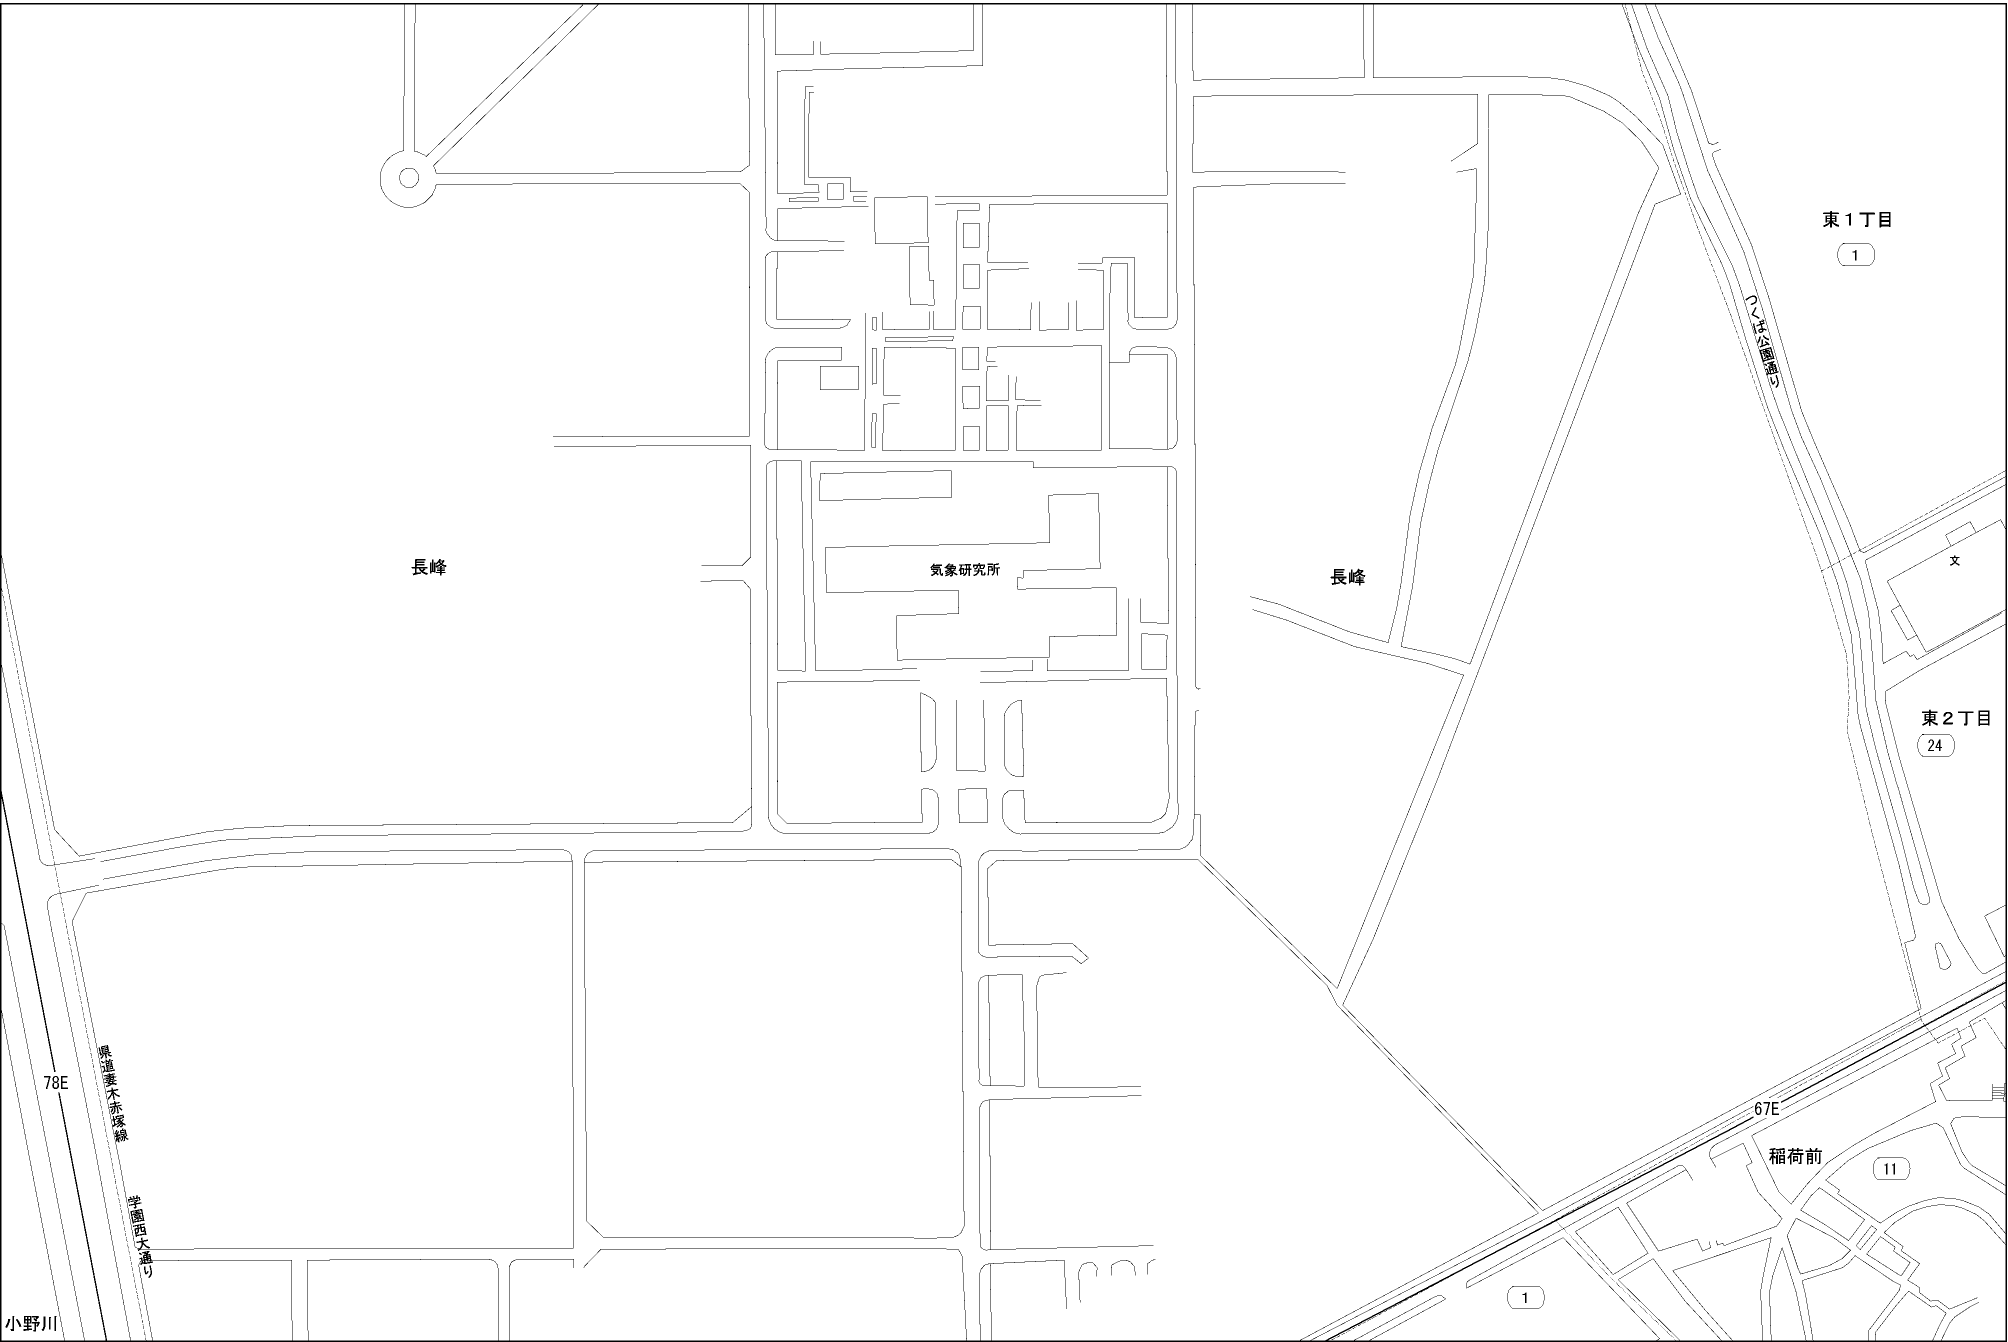 東１丁目
1
つくば公園通り
文
長峰
気象研究所
長峰
東２丁目
24
78E
県道妻木赤塚線
67E
稲荷前
11
学園西大通り
1
小野川